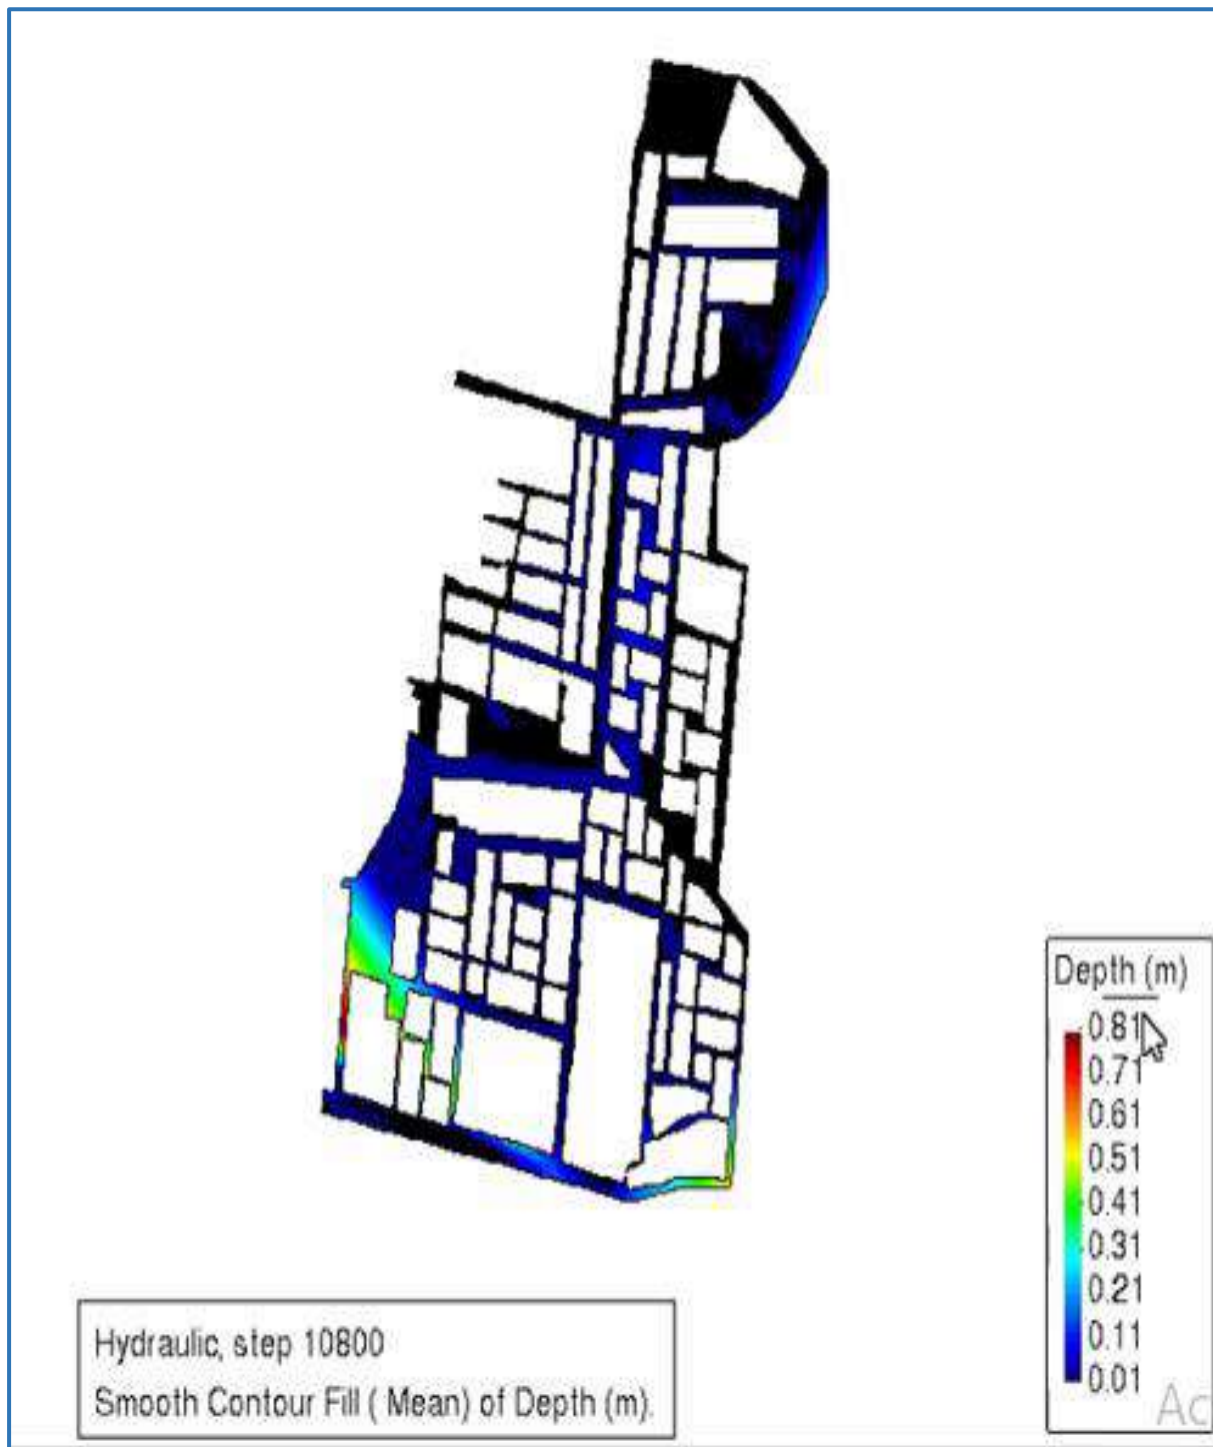 Depth (m)
0.81
0.71
0.61
0.51
0.41
0.31
0.21
0.11
0.01
Ac
Hydraulic, step 10800
Smooth Contour Fill ( Mean) of Depth (m).